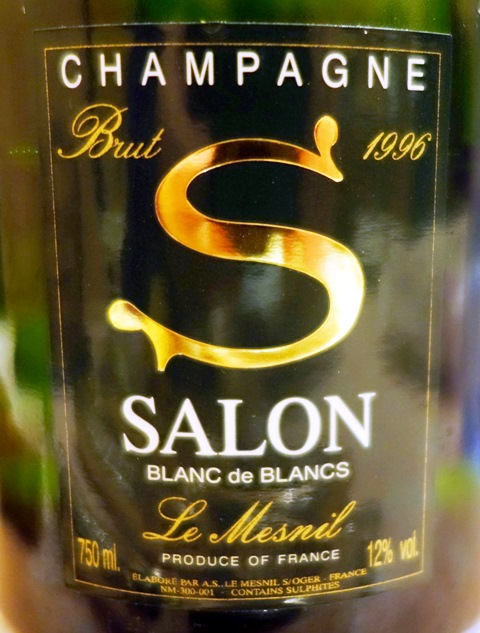 CHAMPAGNE
Brut 1996
S
SALON
BLANC de BLANCS
Le Mesnil
750 ml. PRODUCE OF FRANCE 12% vol.
ÉLABORÉ PAR A.S., LE MESNIL S/OGER - FRANCE
NM-300-001 - CONTAINS SULPHITES